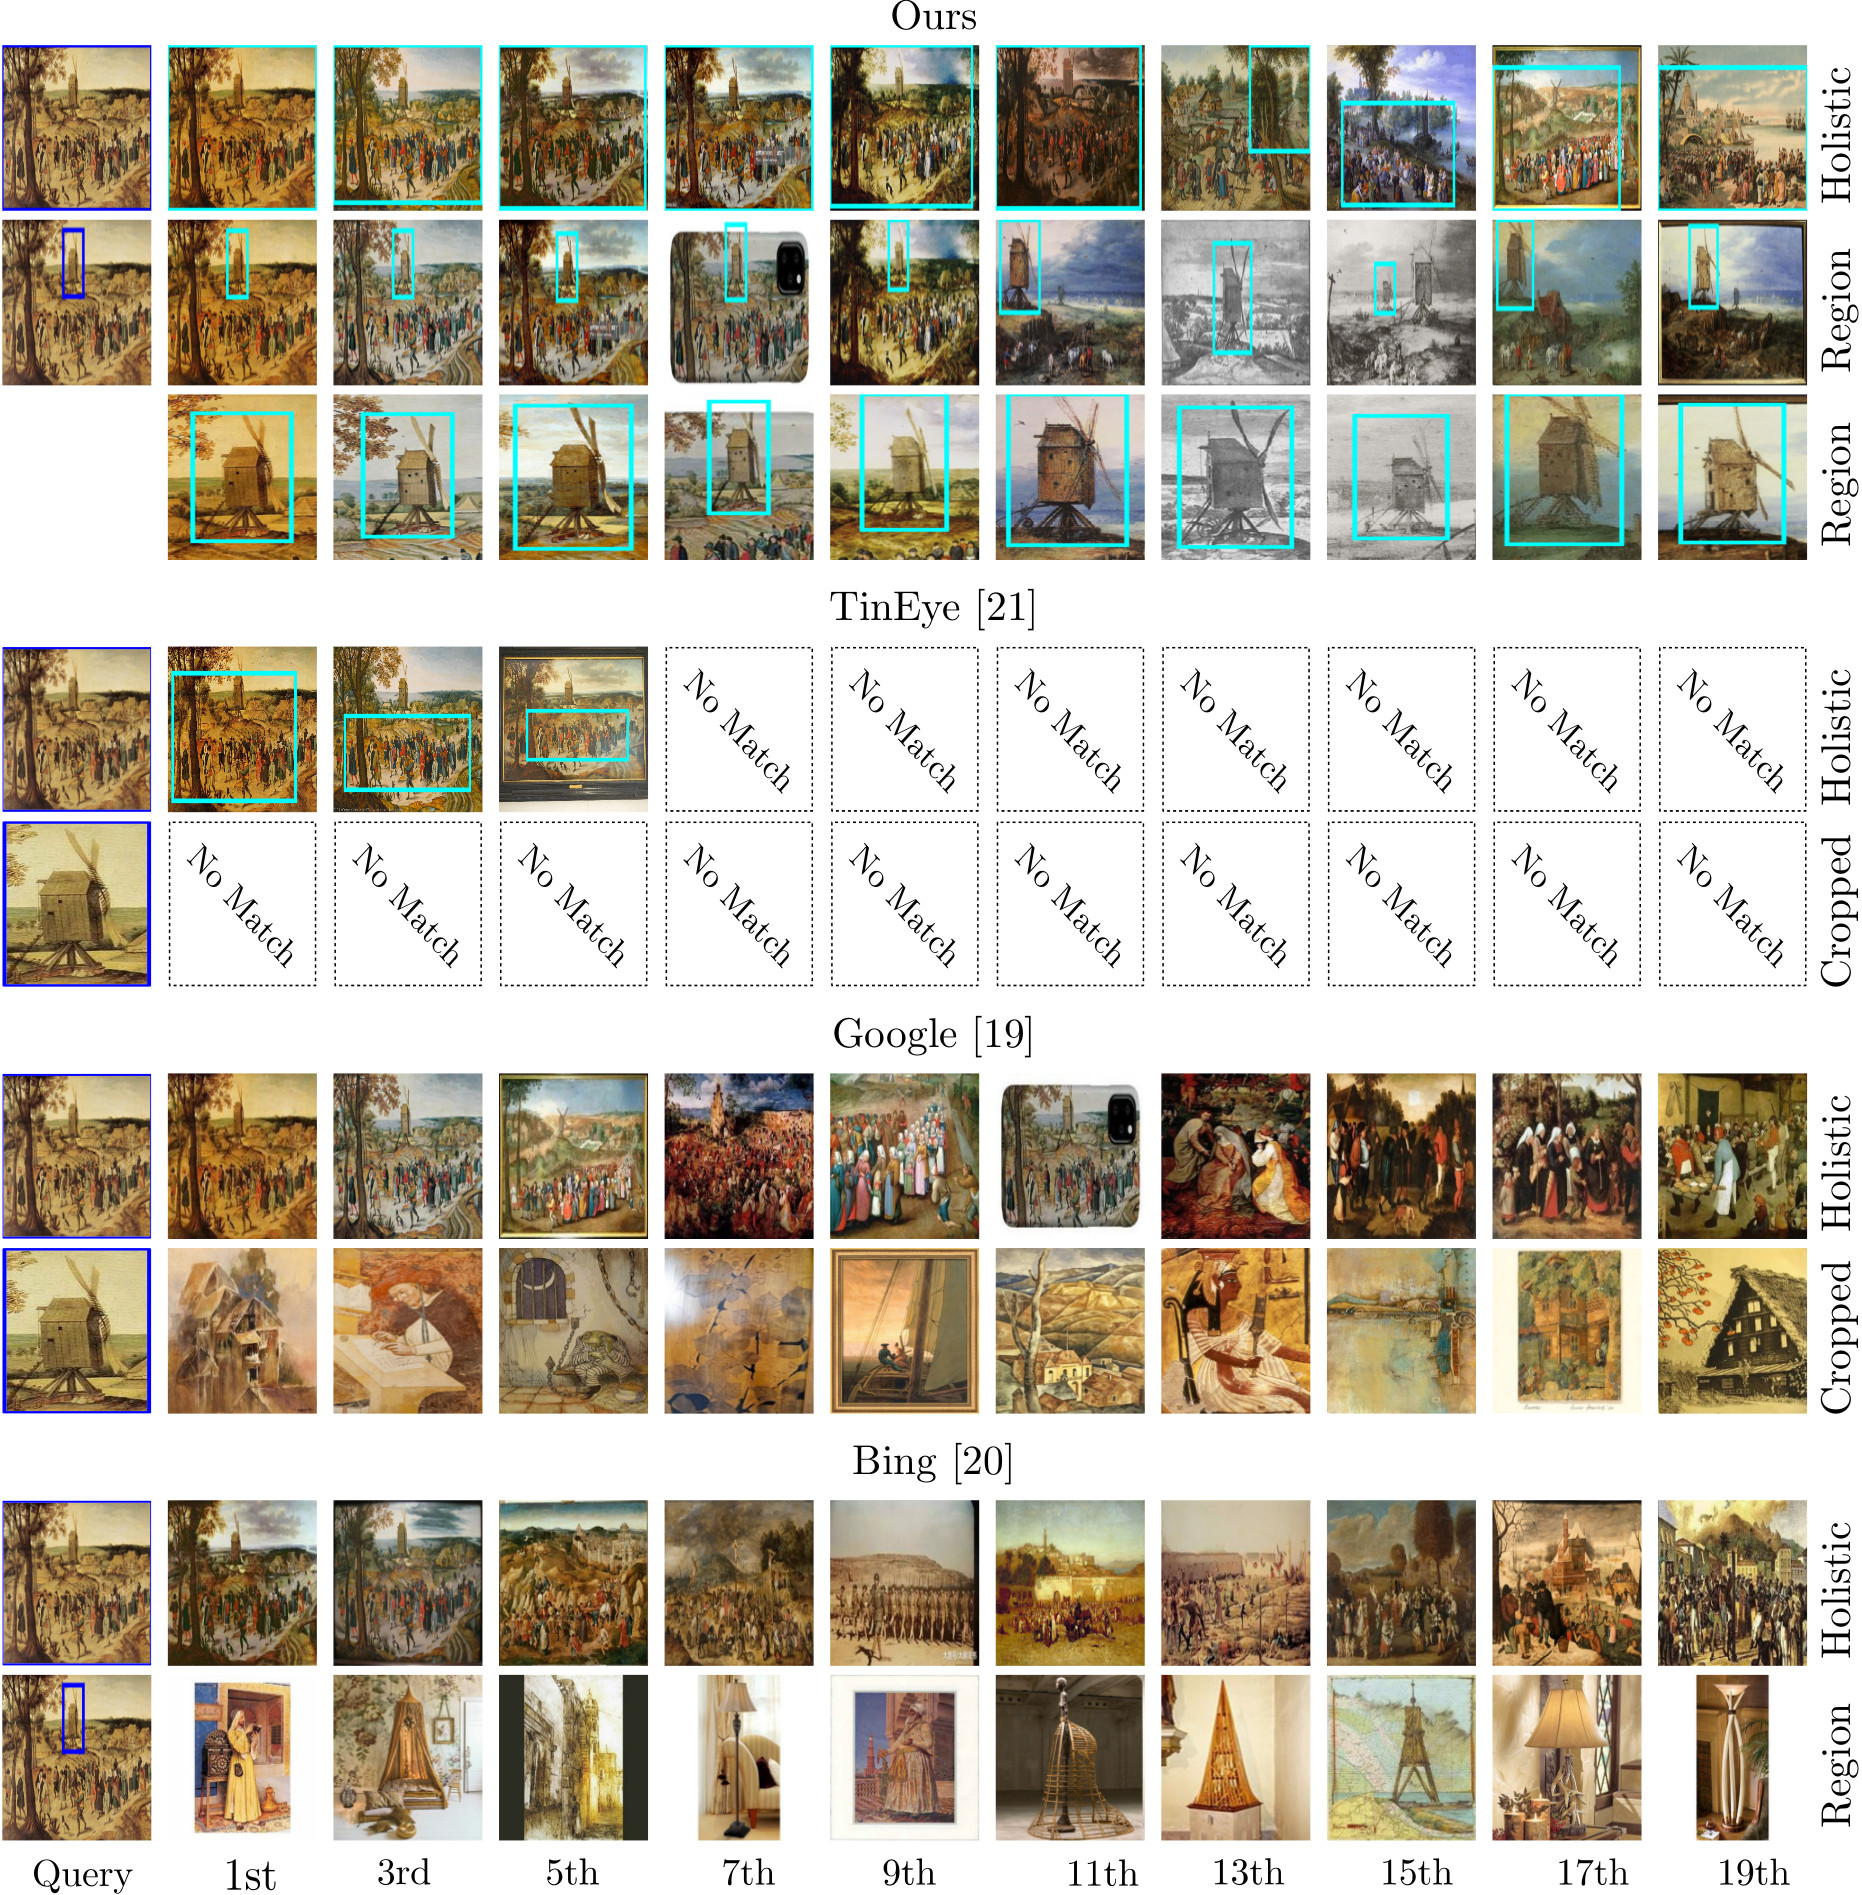 Ours
Holistic
Region
Region
TinEye [21]
Holistic
No Match No Match No Match No Match No Match No Match No Match
Cropped
No Match No Match No Match No Match No Match No Match No Match No Match No Match No Match
Google [19]
Holistic
Cropped
Bing [20]
Holistic
Region
Query 1st 3rd 5th 7th 9th 11th 13th 15th 17th 19th